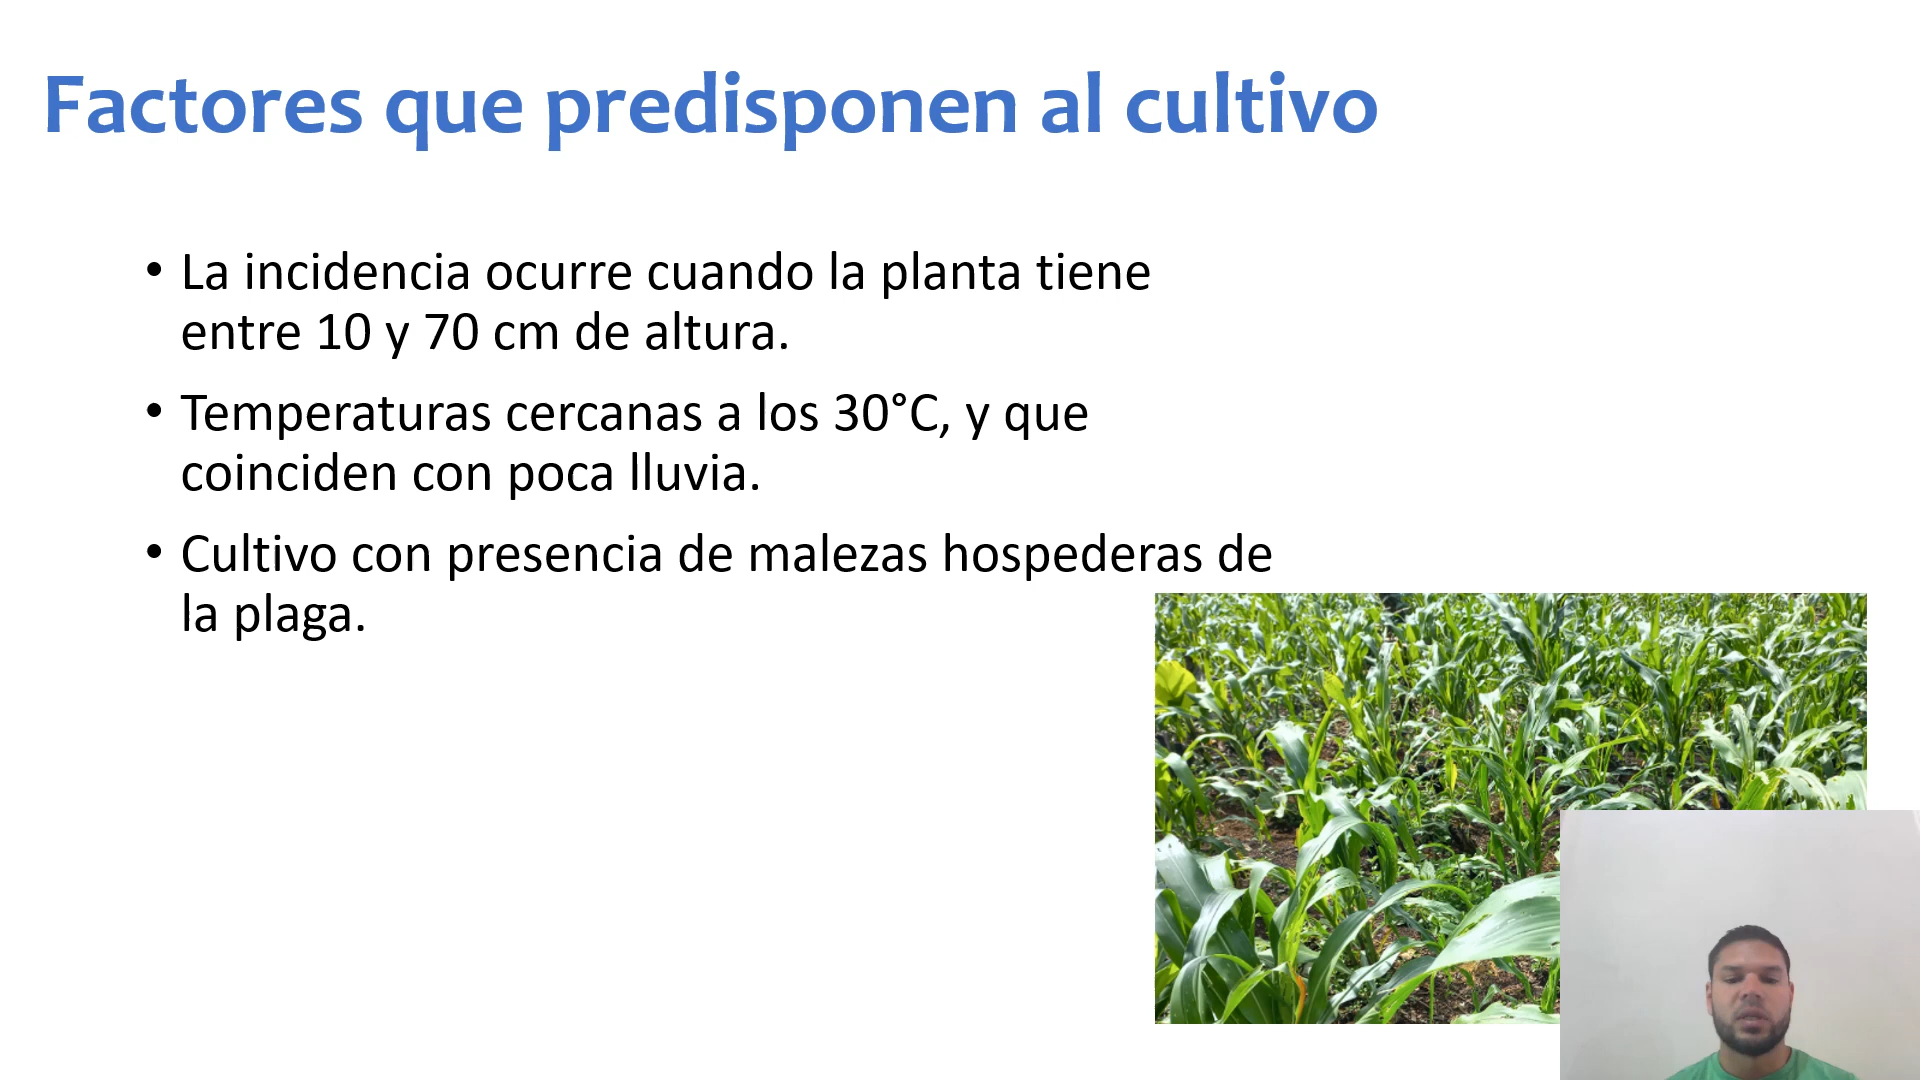 Factores que predisponen al cultivo
• La incidencia ocurre cuando la planta tiene
entre 10 y 70 cm de altura.
• Temperaturas cercanas a los 30°C, y que
coinciden con poca lluvia.
• Cultivo con presencia de malezas hospederas de
la plaga.